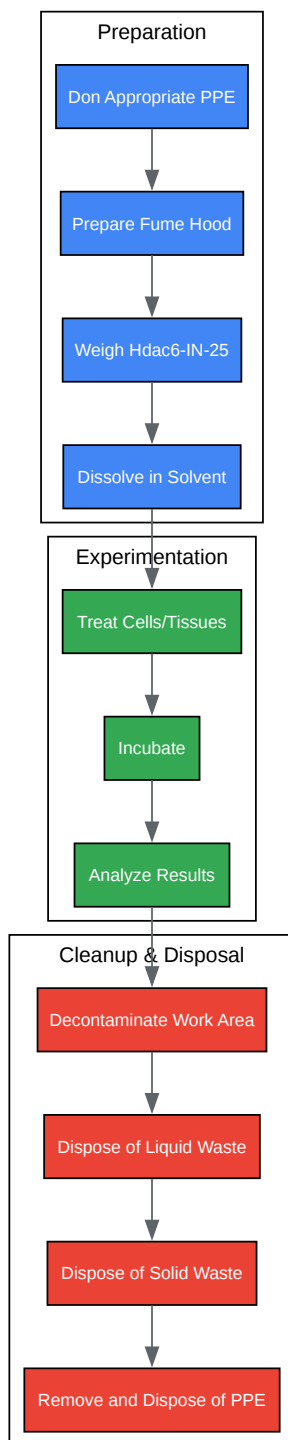 Preparation
Don Appropriate PPE
Prepare Fume Hood
Weigh Hdac6-IN-25
Dissolve in Solvent
Experimentation
Treat Cells/Tissues
Incubate
Analyze Results
Cleanup & Disposal
Decontaminate Work Area
Dispose of Liquid Waste
Dispose of Solid Waste
Remove and Dispose of PPE